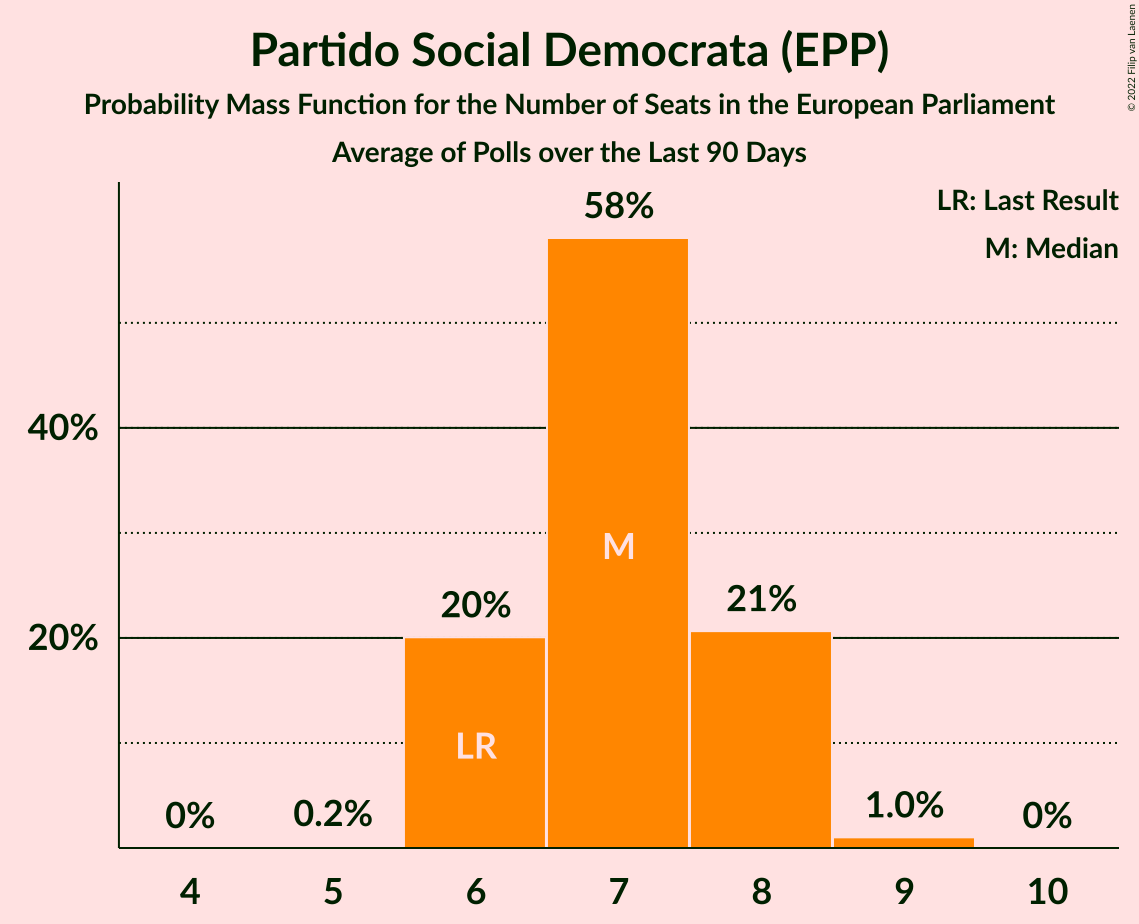 Partido Social Democrata (EPP)
Probability Mass Function for the Number of Seats in the European Parliament
Average of Polls over the Last 90 Days
© 2022 Filip van Laenen
LR: Last Result
M: Median
58%
40%
M
20%
21%
20%
LR
0%
0.2%
1.0%
0%
4
5
6
7
8
9
10